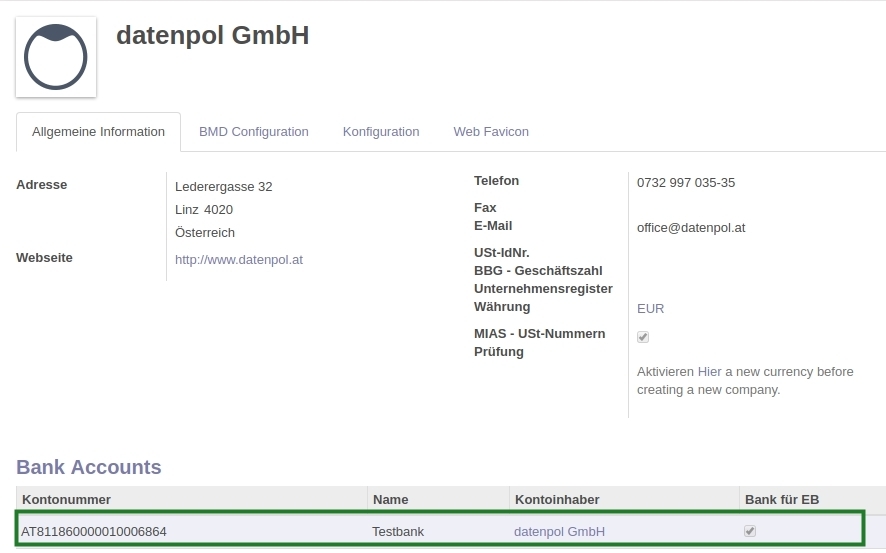 datenpol GmbH
Allgemeine Information BMD Configuration Konfiguration Web Favicon
Adresse
Lederergasse 32
Linz 4020
Österreich
Webseite
http://www.datenpol.at
Telefon
0732 997 035-35
Fax
E-Mail
office@datenpol.at
USt-IdNr.
BBG - Geschäftszahl
Unternehmensregister
Währung
EUR
MIAS - USt-Nummern
Prüfung
Aktivieren Hier a new currency before
creating a new company.
Bank Accounts
Kontonummer Name Kontoinhaber Bank für EB
AT811860000010006864 Testbank datenpol GmbH